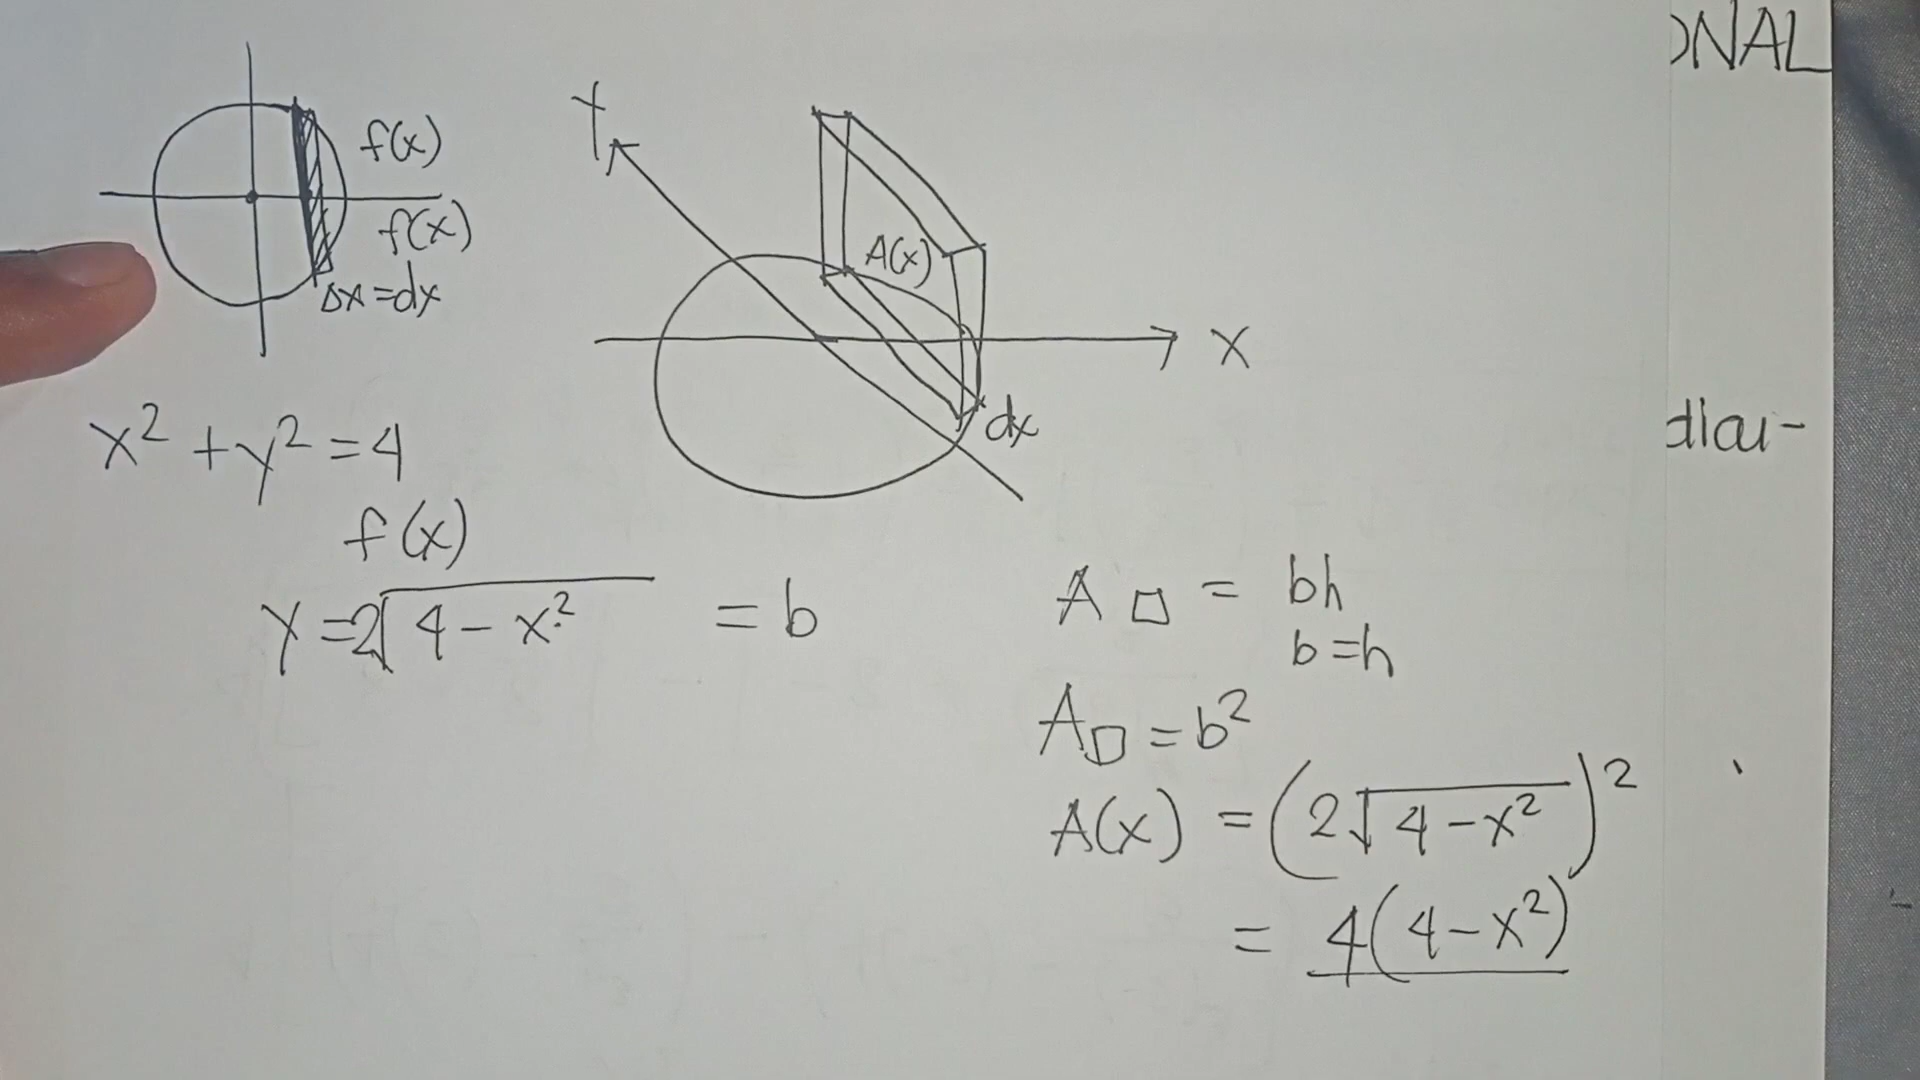 f(x)
f(x)
Δx=dx
x² + y² = 4
f(x)
y = 2√4 - x² = b
Y
A(x)
X
dx
A□ = bh
b=h
A□ = b²
A(x) = (2√4 - x²)²
= 4(4 - x²)
ONAL
dicu-